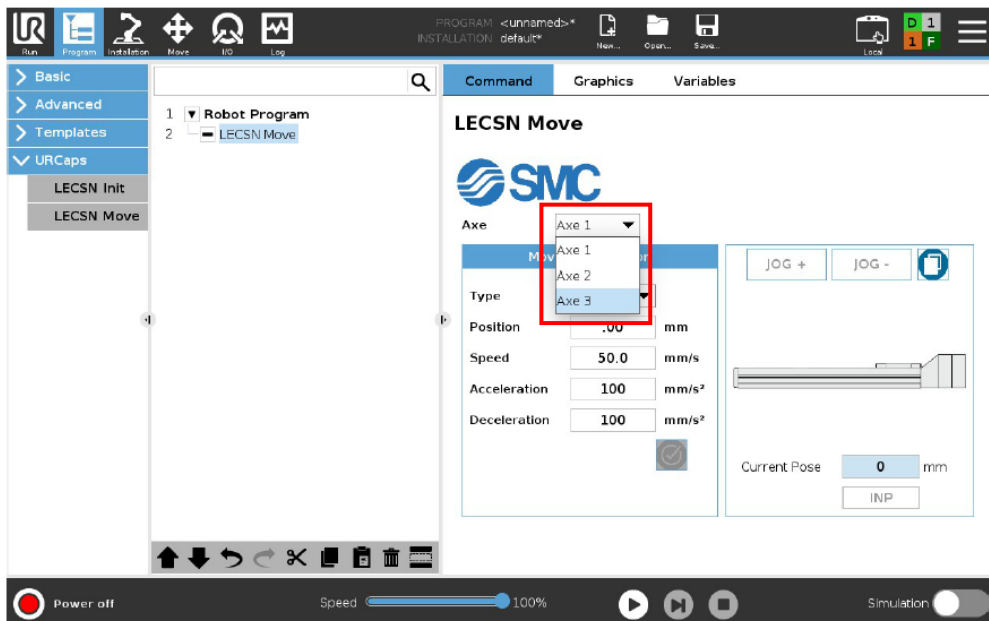 PROGRAM <unnamed>*
INSTALLATION default*
Run Program Installation Move I/O Log
New... Open... Save...
Local
D 1
1 F
Basic
Advanced
Templates
URCaps
LECSN Init
LECSN Move
1 Robot Program
2 LECSN Move
Command Graphics Variables
LECSN Move
SMC
Axe Axe 1
Axe 1
Axe 2
Axe 3
Type
Position .00 mm
Speed 50.0 mm/s
Acceleration 100 mm/s²
Deceleration 100 mm/s²
JOG + JOG -
Current Pose 0 mm
INP
Power off
Speed 100%
Simulation